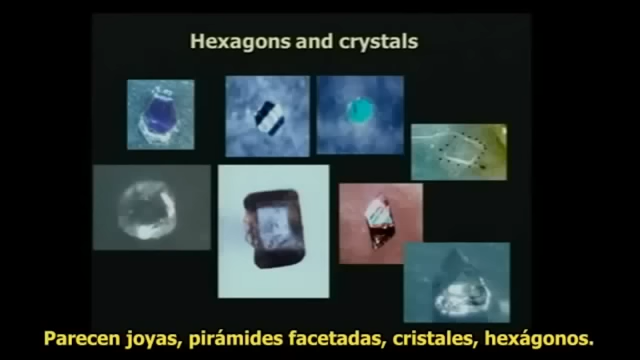 Hexagons and crystals
Parecen joyas, pirámides facetadas, cristales, hexágonos.